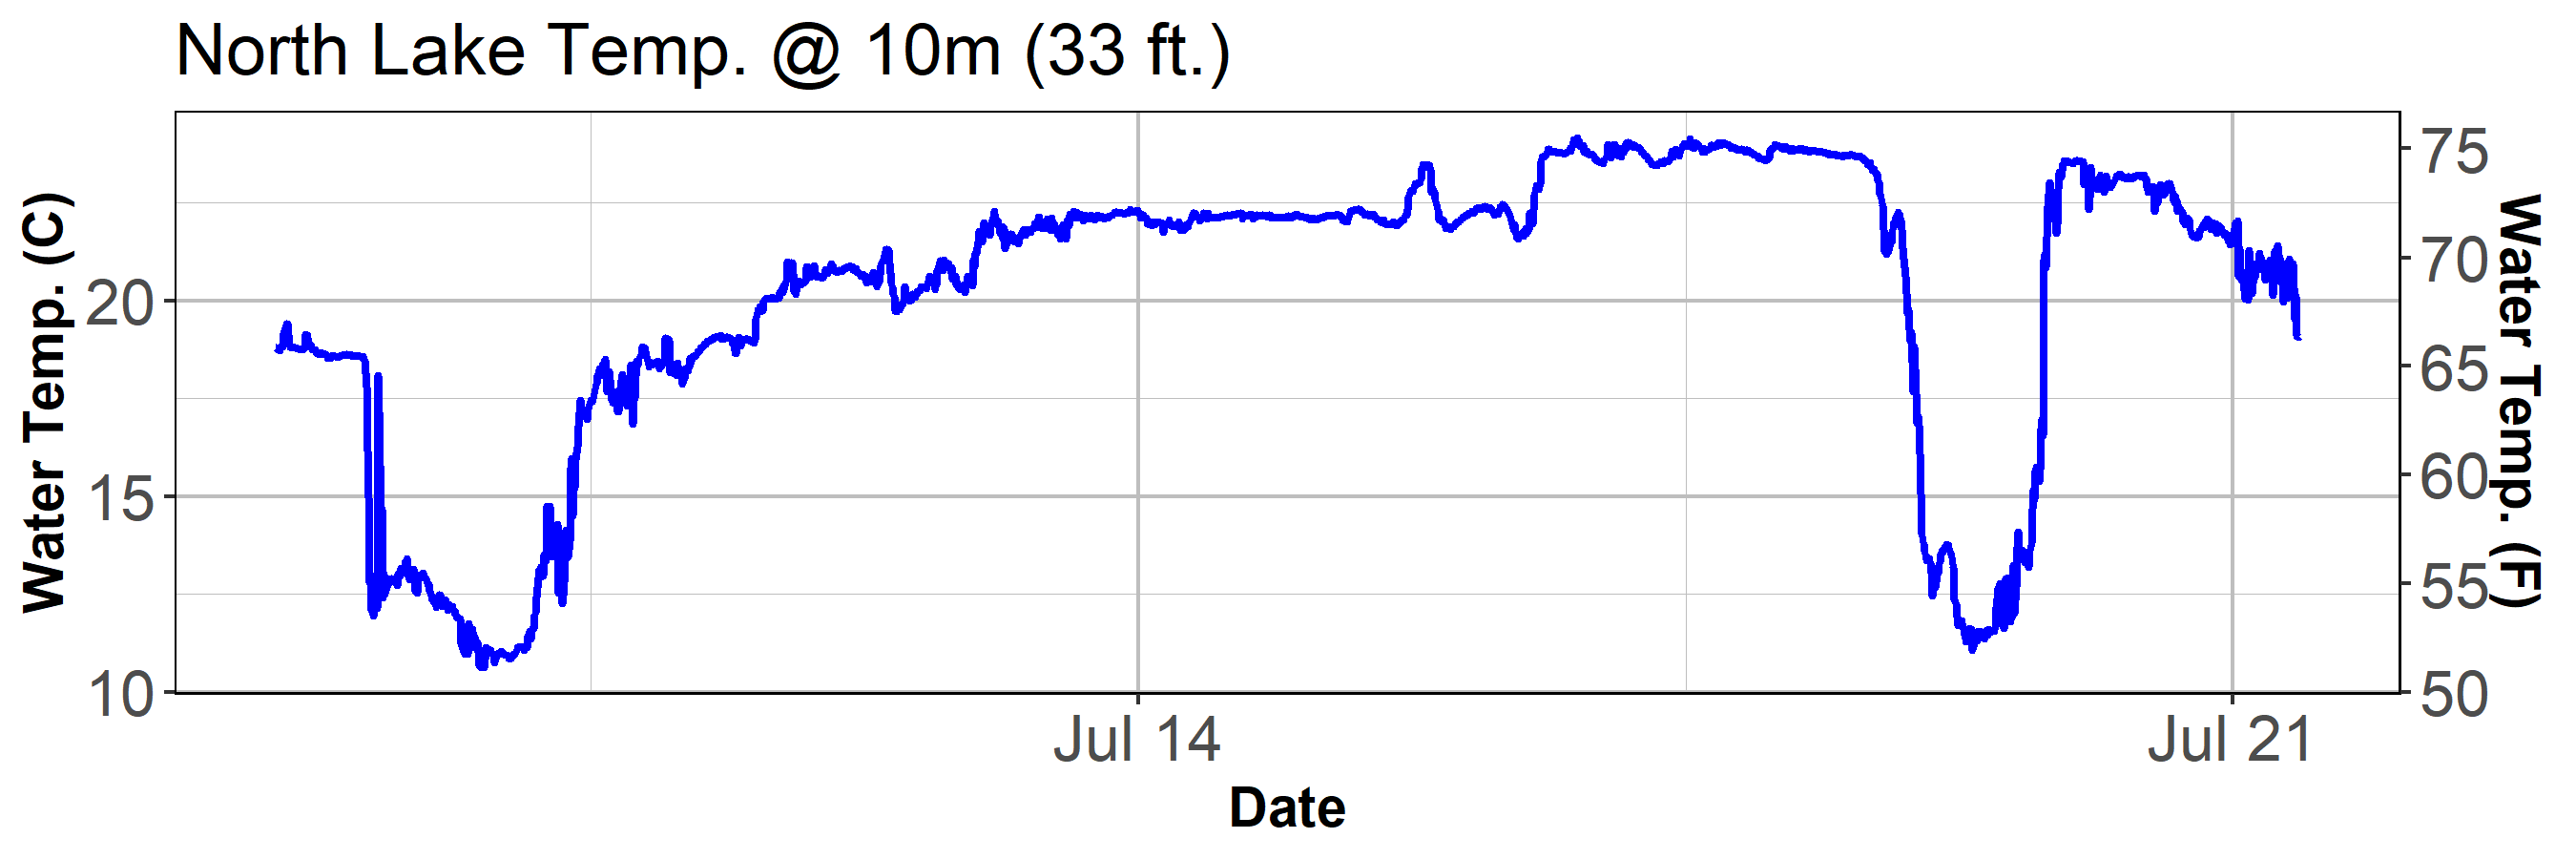 North Lake Temp. @ 10m (33 ft.)
Water Temp. (C)
20
15
10
75
70
65
60
55
50
Water Temp. (F)
Jul 14
Jul 21
Date